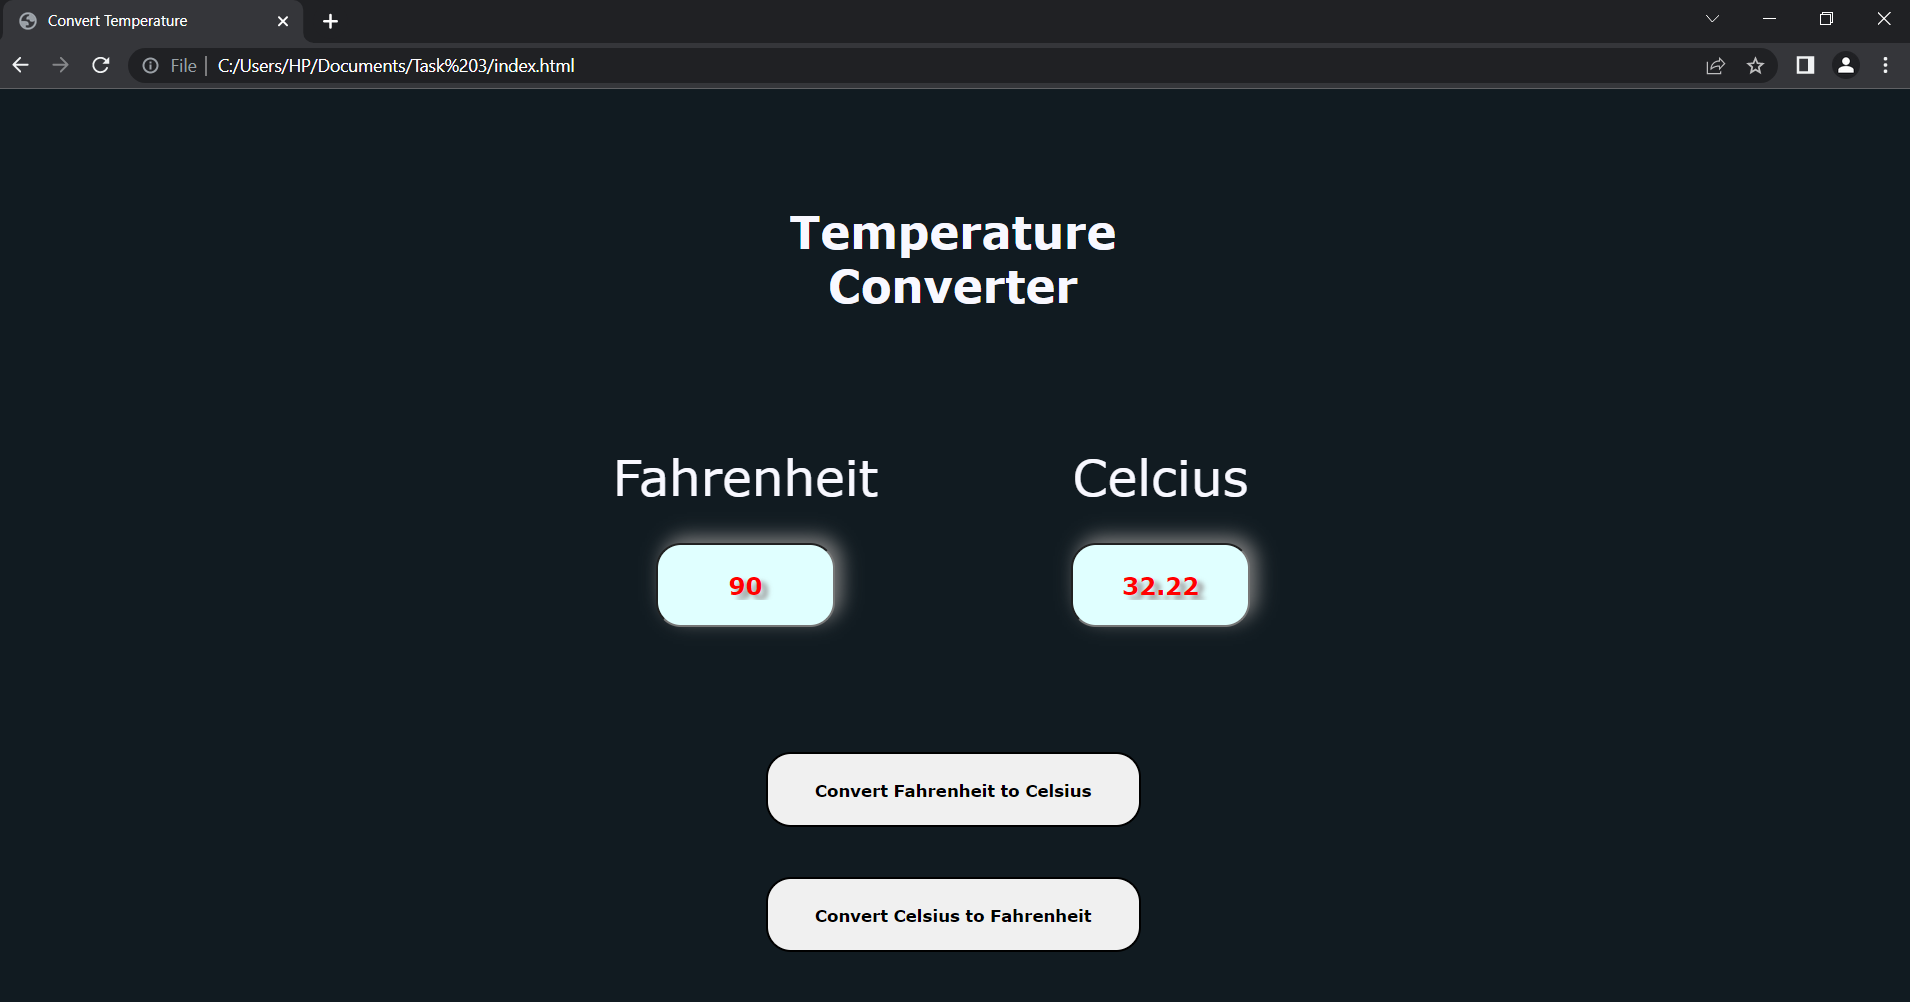 Convert Temperature
File
C:/Users/HP/Documents/Task%203/index.html
Temperature
Converter
Fahrenheit
Celcius
90
32.22
Convert Fahrenheit to Celsius
Convert Celsius to Fahrenheit